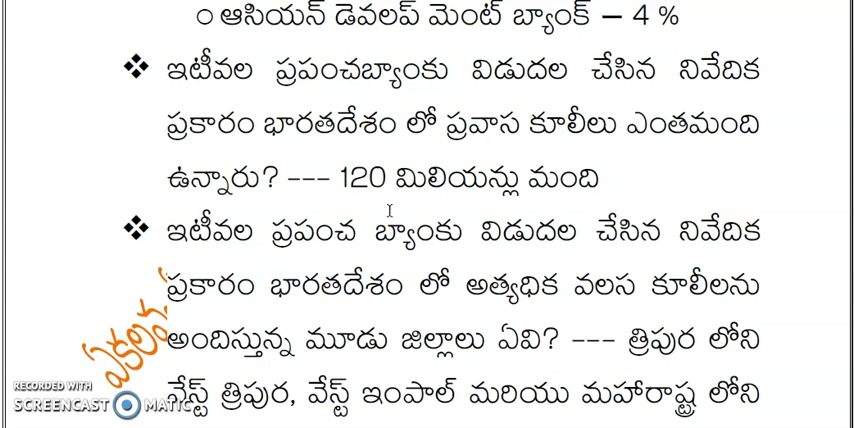 ○ ఆసియన్ డెవలప్ మెంట్ బ్యాంక్ – 4 %
❖ ఇటీవల ప్రపంచబ్యాంకు విడుదల చేసిన నివేదిక
ప్రకారం భారతదేశం లో ప్రవాస కూలీలు ఎంతమంది
ఉన్నారు? --- 120 మిలియన్లు మంది
❖ ఇటీవల ప్రపంచ బ్యాంకు విడుదల చేసిన నివేదిక
ప్రకారం భారతదేశం లో అత్యధిక వలస కూలీలను
అందిస్తున్న మూడు జిల్లాలు ఏవి? --- త్రిపుర లోని
వేస్ట్ త్రిపుర, వేస్ట్ ఇంపాల్ మరియు మహారాష్ట్ర లోని
RECORDED WITH
SCREENCAST MATIC